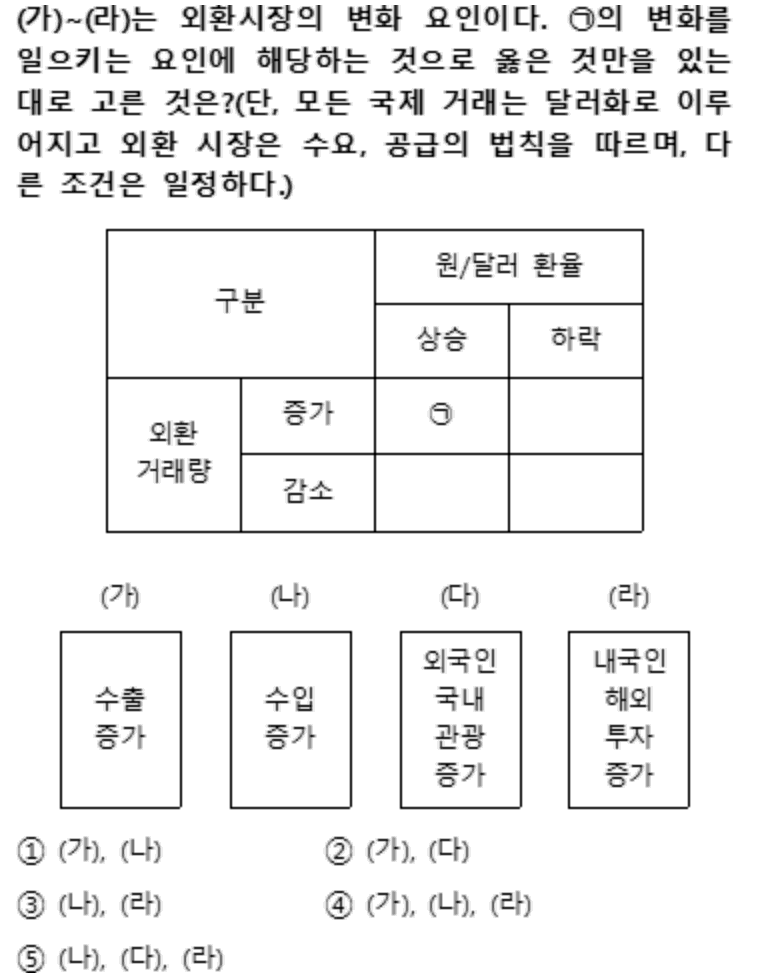 (가)~(라)는 외환시장의 변화 요인이다. ㉠의 변화를
일으키는 요인에 해당하는 것으로 옳은 것만을 있는
대로 고른 것은?(단, 모든 국제 거래는 달러화로 이루
어지고 외환 시장은 수요, 공급의 법칙을 따르며, 다
른 조건은 일정하다.)
구분
원/달러 환율
상승 하락
외환
거래량
증가 ㉠
감소
(가) (나) (다) (라)
수출
증가
수입
증가
외국인
국내
관광
증가
내국인
해외
투자
증가
① (가), (나) ② (가), (다)
③ (나), (라) ④ (가), (나), (라)
⑤ (나), (다), (라)